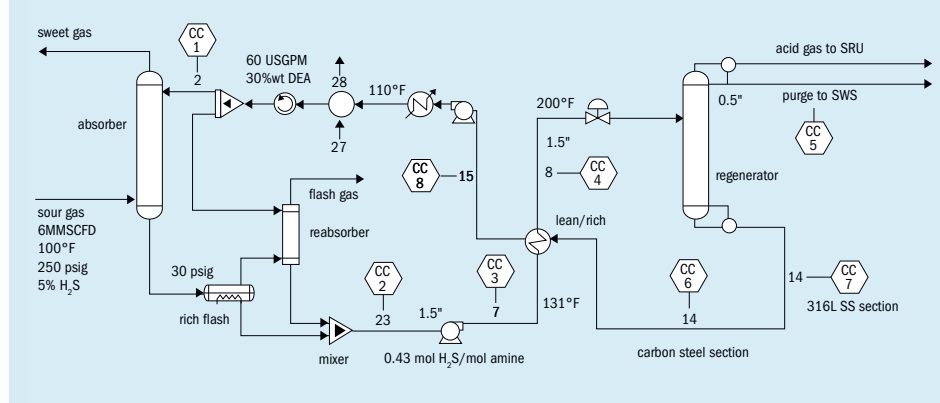 sweet gas
CC
1
2
60 USGPM
30%wt DEA
28
110°F
27
absorber
sour gas
6MMSCFD
100°F
250 psig
5% H₂S
30 psig
rich flash
flash gas
reabsorber
mixer
CC
2
23
1.5"
0.43 mol H₂S/mol amine
CC
3
7
131°F
CC
8
15
lean/rich
200°F
1.5"
8
CC
4
acid gas to SRU
0.5"
purge to SWS
CC
5
regenerator
CC
6
14
carbon steel section
14
CC
7
316L SS section